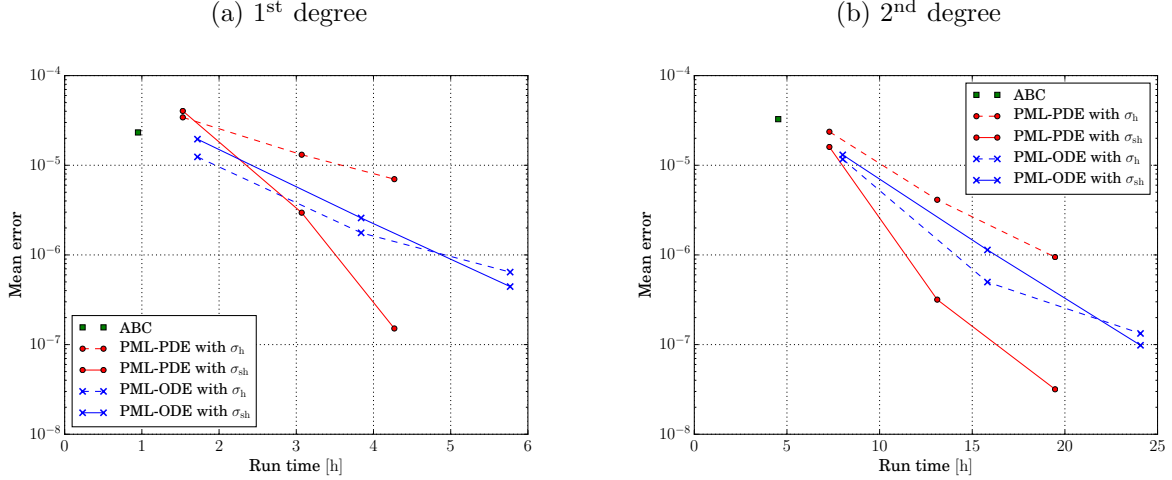 (a) 1st degree
10−4
10−5
10−6
10−7
10−8
Mean error
ABC
PML-PDE with σh
PML-PDE with σsh
PML-ODE with σh
PML-ODE with σsh
0 1 2 3 4 5 6
Run time [h]
(b) 2nd degree
10−4
10−5
10−6
10−7
10−8
Mean error
ABC
PML-PDE with σh
PML-PDE with σsh
PML-ODE with σh
PML-ODE with σsh
0 5 10 15 20 25
Run time [h]